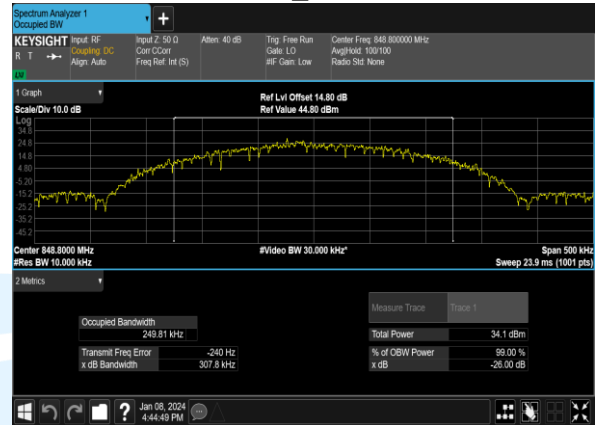 Spectrum Analyzer 1
Occupied BW
+
KEYSIGHT
R T
LVI
Input: RF
Coupling: DC
Align: Auto
Input Z: 50 Ω
Corr CCorr
Freq Ref: Int (S)
Atten: 40 dB
Trig: Free Run
Gate: LO
#IF Gain: Low
Center Freq: 848.800000 MHz
Avg|Hold: 100/100
Radio Std: None
1 Graph
Scale/Div 10.0 dB
Ref Lvl Offset 14.80 dB
Ref Value 44.80 dBm
Log
34.8
24.8
14.8
4.80
-5.20
-15.2
-25.2
-35.2
-45.2
Center 848.8000 MHz
#Res BW 10.000 kHz
#Video BW 30.000 kHz*
Span 500 kHz
Sweep 23.9 ms (1001 pts)
2 Metrics
Measure Trace Trace 1
Occupied Bandwidth
249.81 kHz
Total Power 34.1 dBm
Transmit Freq Error -240 Hz
% of OBW Power 99.00 %
x dB Bandwidth 307.8 kHz
x dB -26.00 dB
?
Jan 08, 2024
4:44:49 PM